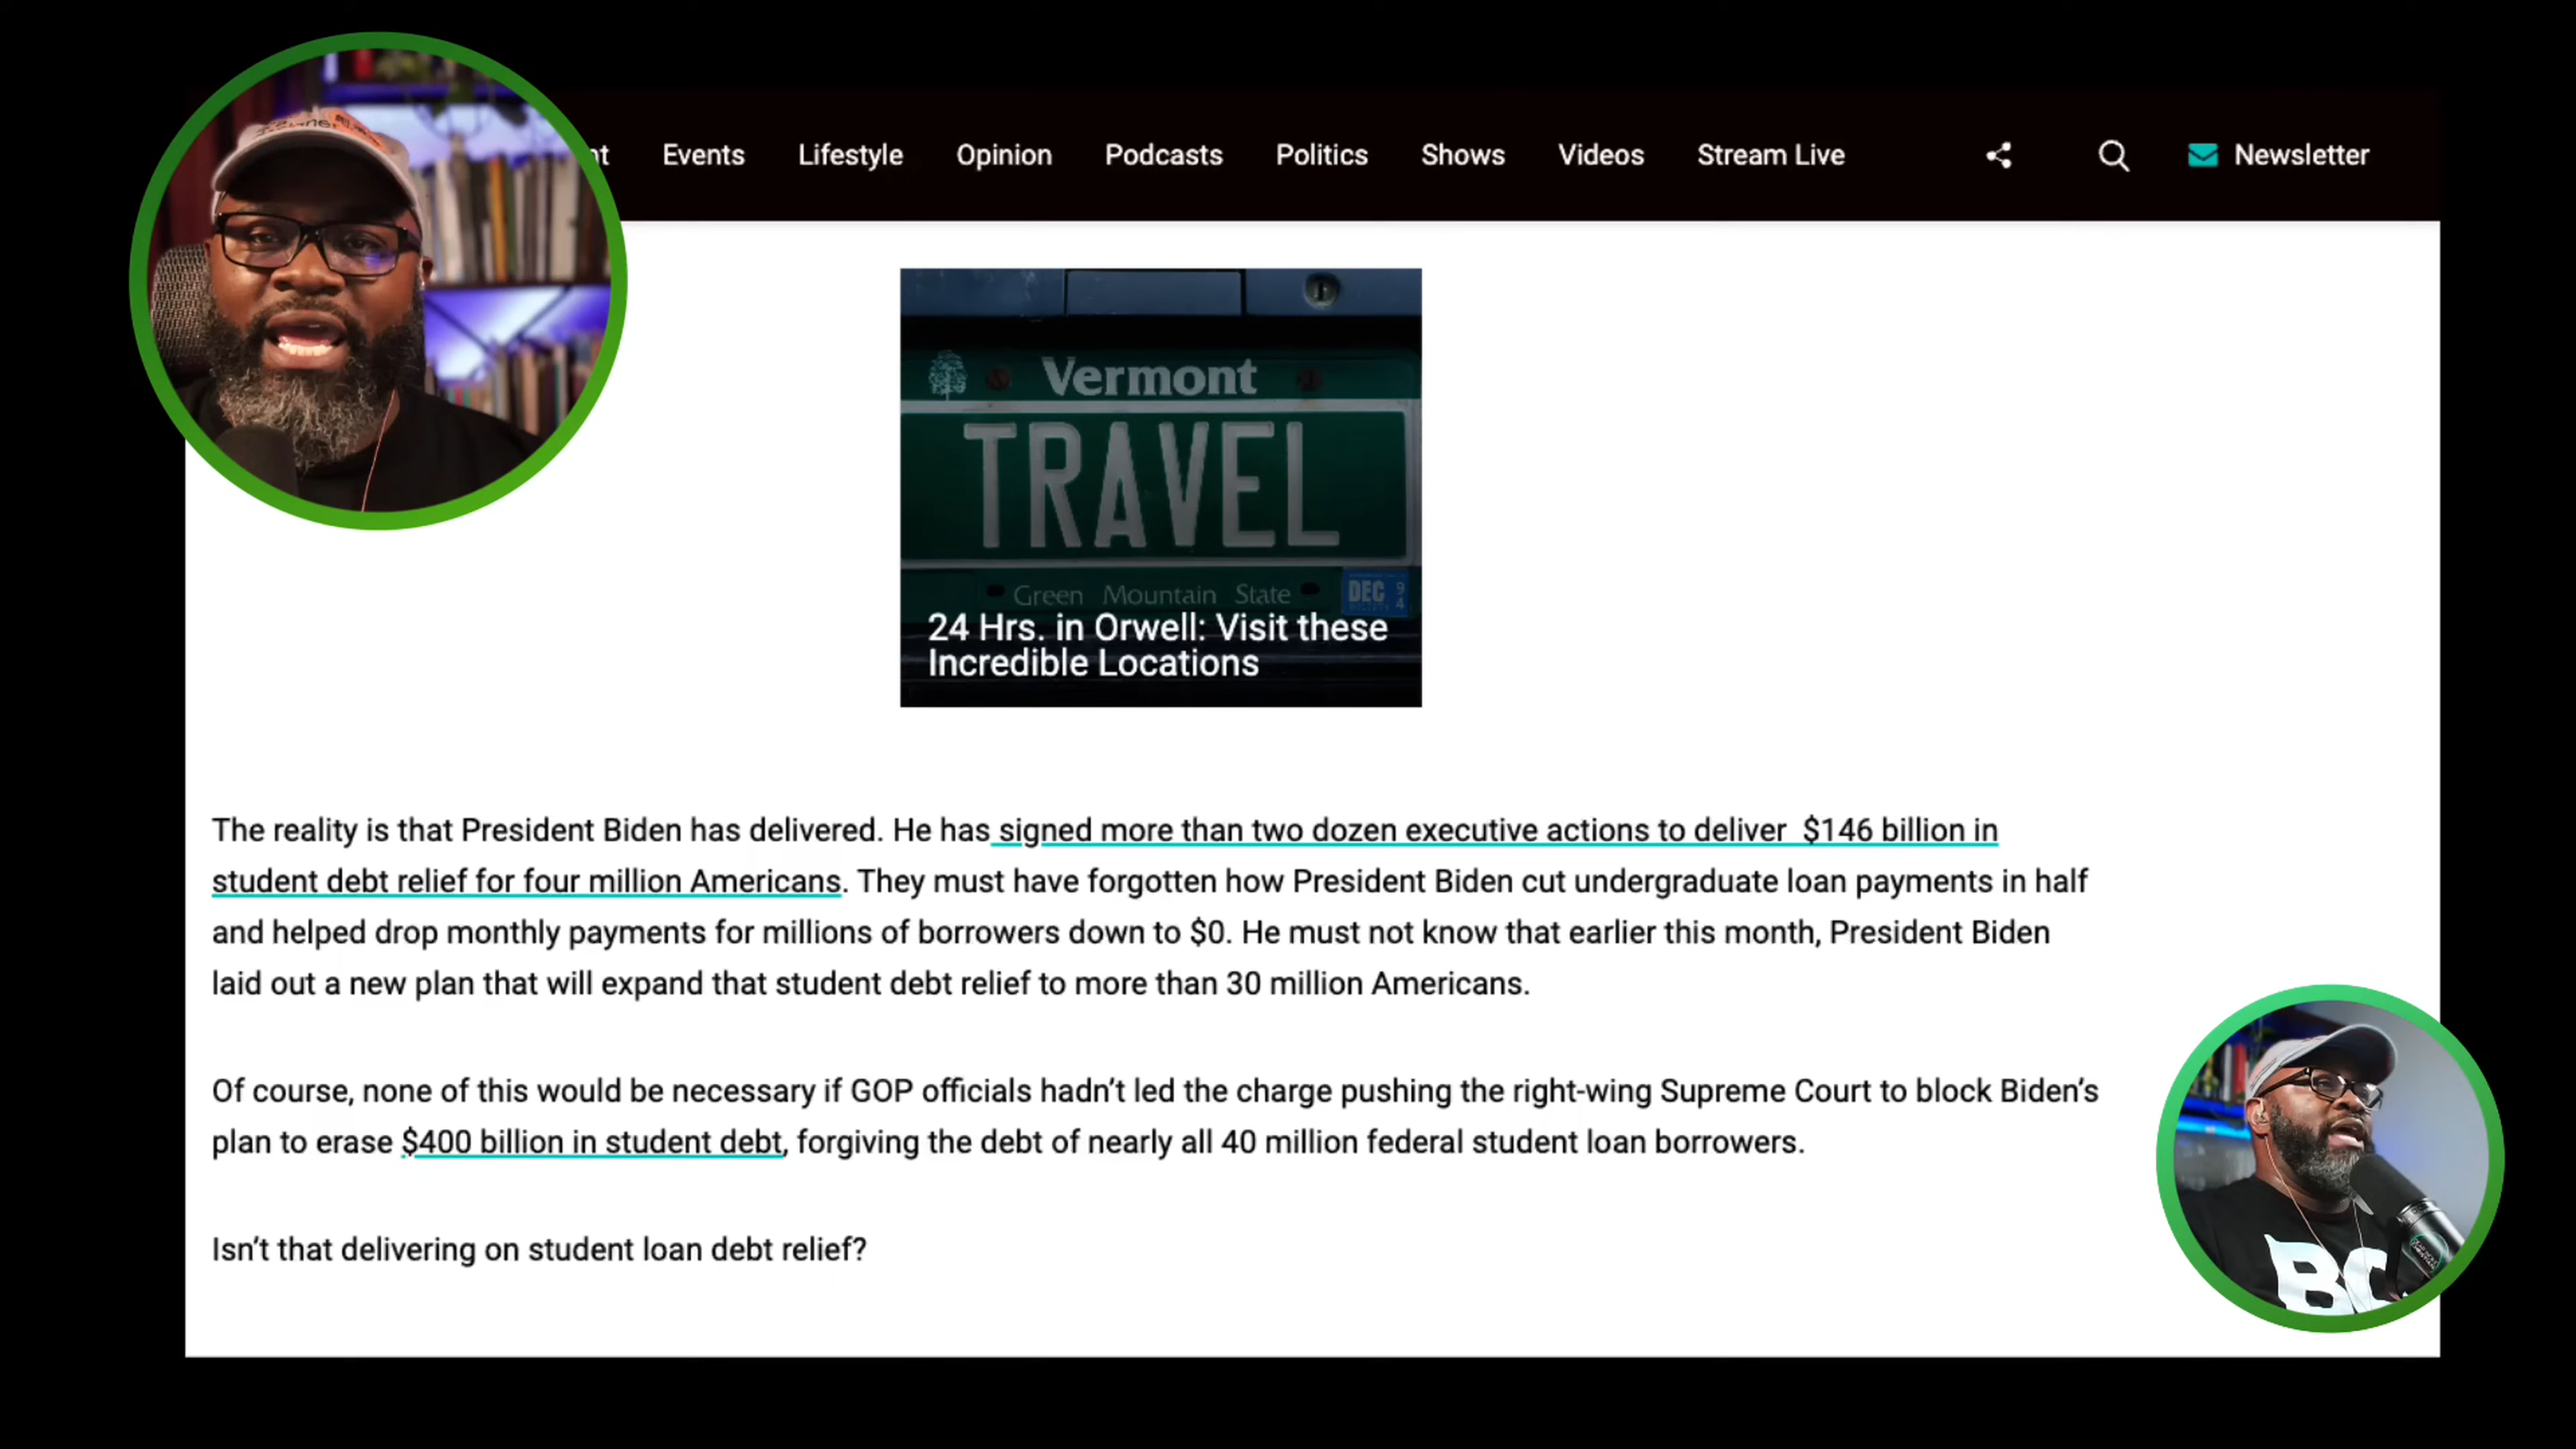 Events Lifestyle Opinion Podcasts Politics Shows Videos Stream Live Newsletter
Vermont
TRAVEL
Green Mountain State DEC 94
24 Hrs. in Orwell: Visit these
Incredible Locations
The reality is that President Biden has delivered. He has signed more than two dozen executive actions to deliver $146 billion in
student debt relief for four million Americans. They must have forgotten how President Biden cut undergraduate loan payments in half
and helped drop monthly payments for millions of borrowers down to $0. He must not know that earlier this month, President Biden
laid out a new plan that will expand that student debt relief to more than 30 million Americans.
Of course, none of this would be necessary if GOP officials hadn't led the charge pushing the right-wing Supreme Court to block Biden's
plan to erase $400 billion in student debt, forgiving the debt of nearly all 40 million federal student loan borrowers.
Isn't that delivering on student loan debt relief?
BC